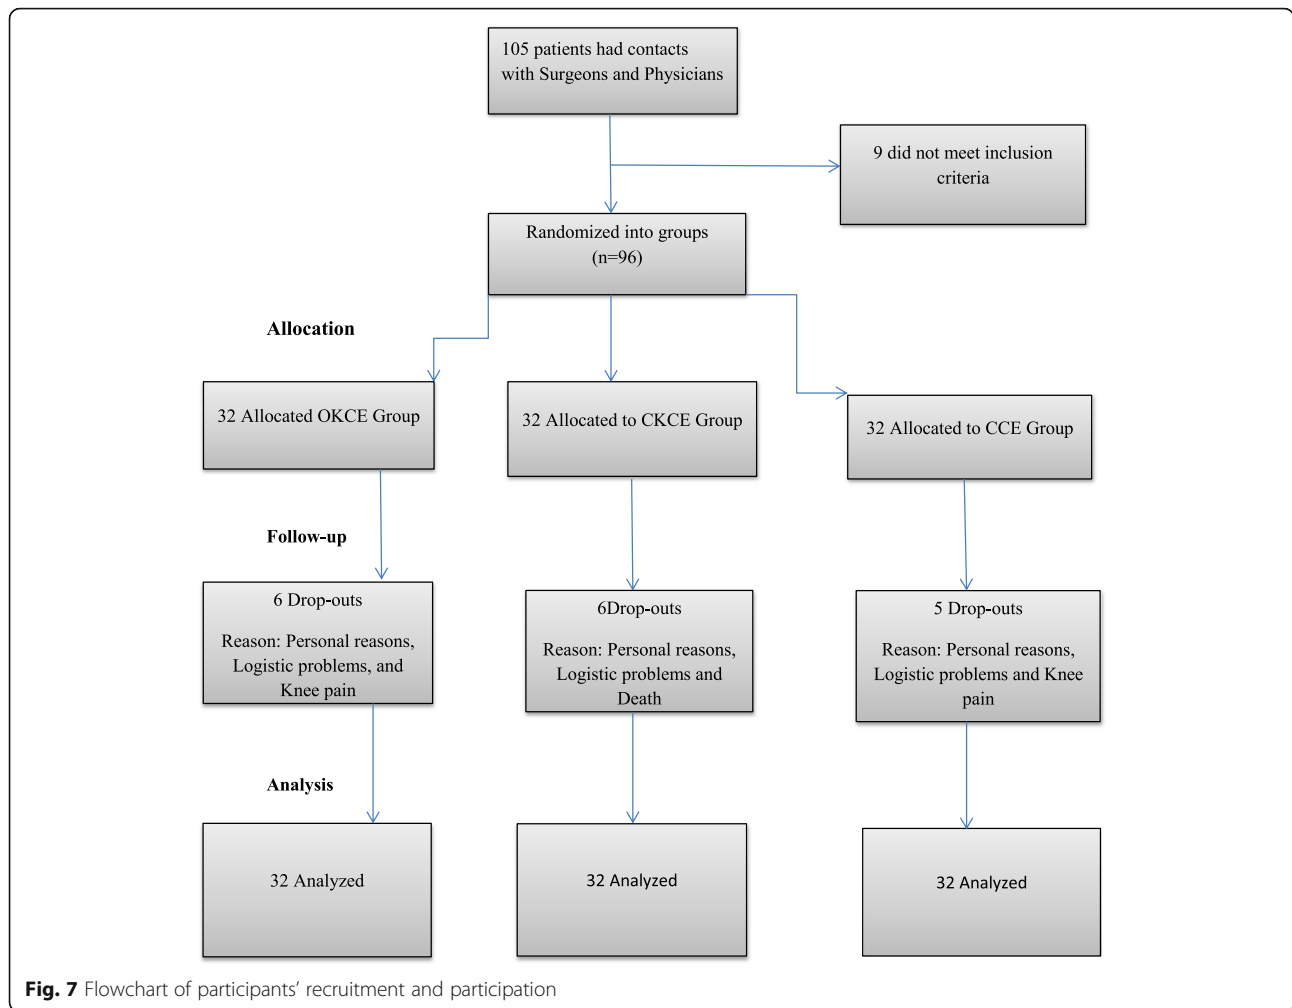 105 patients had contacts
with Surgeons and Physicians
9 did not meet inclusion
criteria
Randomized into groups
(n=96)
Allocation
32 Allocated OKCE Group
32 Allocated to CKCE Group
32 Allocated to CCE Group
Follow-up
6 Drop-outs
Reason: Personal reasons,
Logistic problems, and
Knee pain
6Drop-outs
Reason: Personal reasons,
Logistic problems and
Death
5 Drop-outs
Reason: Personal reasons,
Logistic problems and Knee
pain
Analysis
32 Analyzed
32 Analyzed
32 Analyzed
Fig. 7 Flowchart of participants’ recruitment and participation